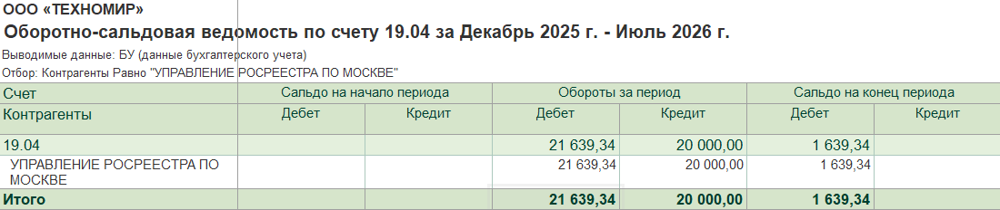 ООО «ТЕХНОМИР»
Оборотно-сальдовая ведомость по счету 19.04 за Декабрь 2025 г. - Июль 2026 г.
Выводимые данные: БУ (данные бухгалтерского учета)
Отбор: Контрагенты Равно "УПРАВЛЕНИЕ РОСРЕЕСТРА ПО МОСКВЕ"
Счет Сальдо на начало периода Обороты за период Сальдо на конец периода
Контрагенты Дебет Кредит Дебет Кредит Дебет Кредит
19.04 21 639,34 20 000,00 1 639,34
УПРАВЛЕНИЕ РОСРЕЕСТРА ПО 21 639,34 20 000,00 1 639,34
МОСКВЕ
Итого 21 639,34 20 000,00 1 639,34